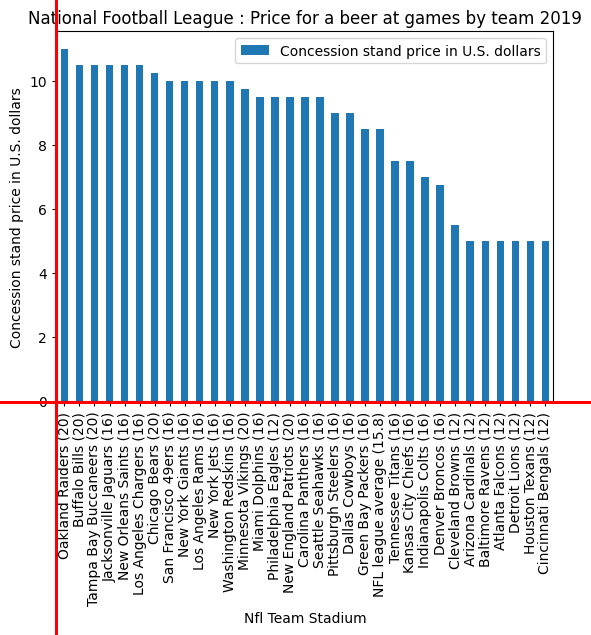 National Football League : Price for a beer at games by team 2019
Concession stand price in U.S. dollars
Concession stand price in U.S. dollars
10
8
6
4
2
0
Oakland Raiders (20)
Buffalo Bills (20)
Tampa Bay Buccaneers (20)
Jacksonville Jaguars (16)
New Orleans Saints (16)
Los Angeles Chargers (16)
Chicago Bears (20)
San Francisco 49ers (16)
New York Giants (16)
Los Angeles Rams (16)
New York Jets (16)
Washington Redskins (16)
Minnesota Vikings (20)
Miami Dolphins (16)
Philadelphia Eagles (12)
New England Patriots (20)
Carolina Panthers (16)
Seattle Seahawks (16)
Pittsburgh Steelers (16)
Dallas Cowboys (16)
Green Bay Packers (16)
NFL league average (15.8)
Tennessee Titans (16)
Kansas City Chiefs (16)
Indianapolis Colts (16)
Denver Broncos (16)
Cleveland Browns (12)
Arizona Cardinals (12)
Baltimore Ravens (12)
Atlanta Falcons (12)
Detroit Lions (12)
Houston Texans (12)
Cincinnati Bengals (12)
Nfl Team Stadium